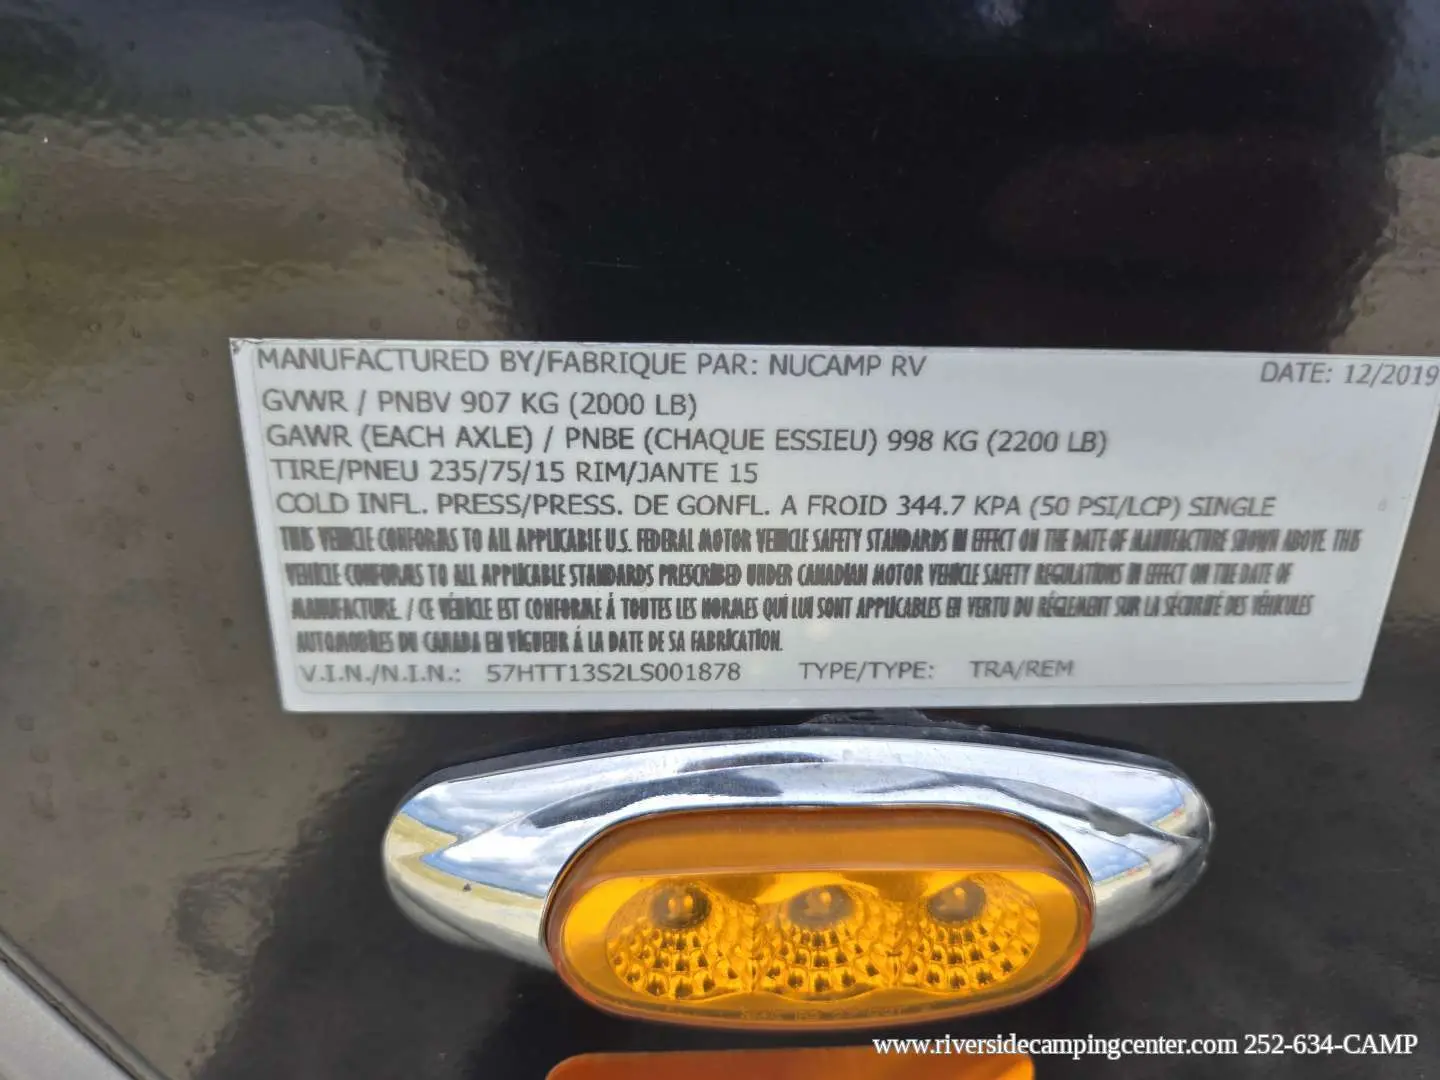 MANUFACTURED BY/FABRIQUE PAR: NUCAMP RV DATE: 12/2019
GVWR / PNBV 907 KG (2000 LB)
GAWR (EACH AXLE) / PNBE (CHAQUE ESSIEU) 998 KG (2200 LB)
TIRE/PNEU 235/75/15 RIM/JANTE 15
COLD INFL. PRESS/PRESS. DE GONFL. A FROID 344.7 KPA (50 PSI/LCP) SINGLE
THIS VEHICLE CONFORMS TO ALL APPLICABLE U.S. FEDERAL MOTOR VEHICLE SAFETY STANDARDS IN EFFECT ON THE DATE OF MANUFACTURE SHOWN ABOVE. THIS
VEHICLE CONFORMS TO ALL APPLICABLE STANDARDS PRESCRIBED UNDER CANADIAN MOTOR VEHICLE SAFETY REGULATIONS IN EFFECT ON THE DATE OF
MANUFACTURE. / CE VÉHICLE EST CONFORME À TOUTES LES NORMES QUI LUI SONT APPLICABLES EN VERTU DU RÉGLEMENT SUR LA SÉCURITÉ DES VÉHICULES
AUTOMOBILES DU CANADA EN VIGUEUR Á LA DATE DE SA FABRICATION.
V.I.N./N.I.N.: 57HTT13S2LS001878 TYPE/TYPE: TRA/REM
www.riversidecampingcenter.com 252-634-CAMP